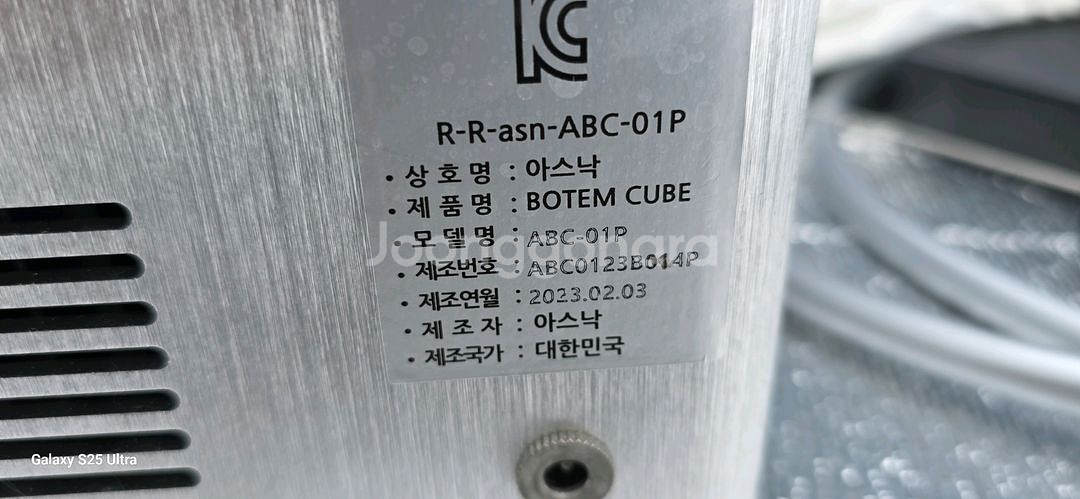 KC
R-R-asn-ABC-01P
• 상 호 명 : 아스낙
• 제 품 명 : BOTEM CUBE
• 모 델 명 : ABC-01P
Joonggonara
• 제조번호 : ABC0123B014P
• 제조연월 : 2023.02.03
• 제 조 자 : 아스낙
• 제조국가 : 대한민국
Galaxy S25 Ultra